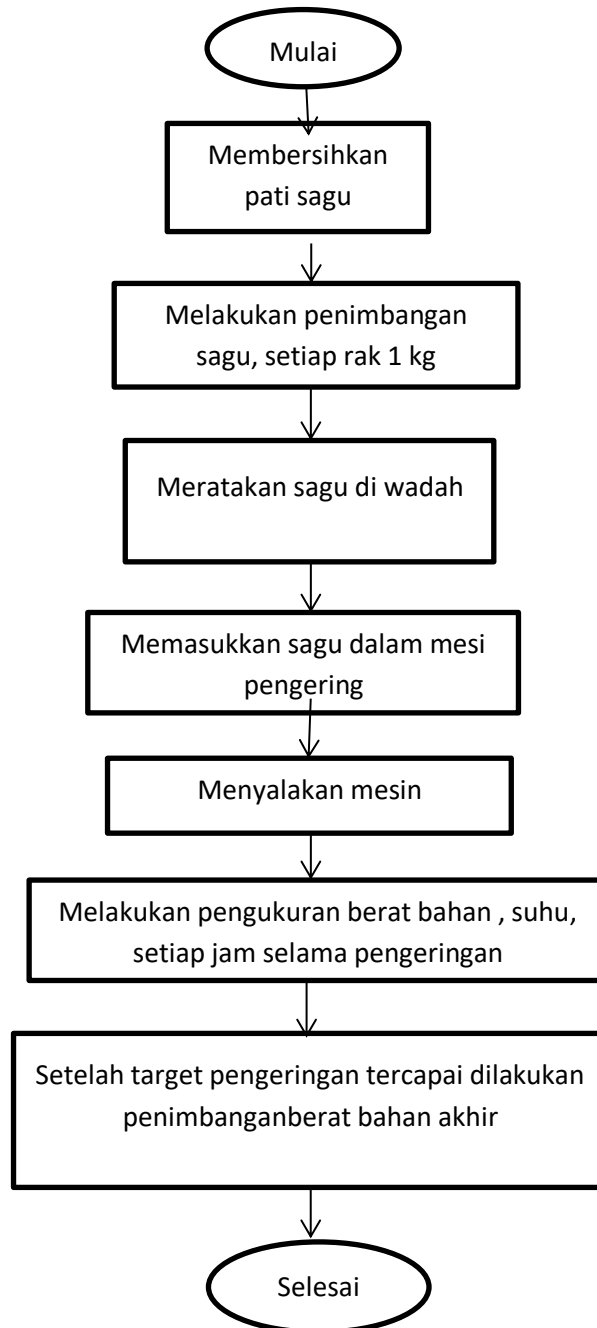 Mulai
Membersihkan
pati sagu
Melakukan penimbangan
sagu, setiap rak 1 kg
Meratakan sagu di wadah
Memasukkan sagu dalam mesi
pengering
Menyalakan mesin
Melakukan pengukuran berat bahan , suhu,
setiap jam selama pengeringan
Setelah target pengeringan tercapai dilakukan
penimbanganberat bahan akhir
Selesai